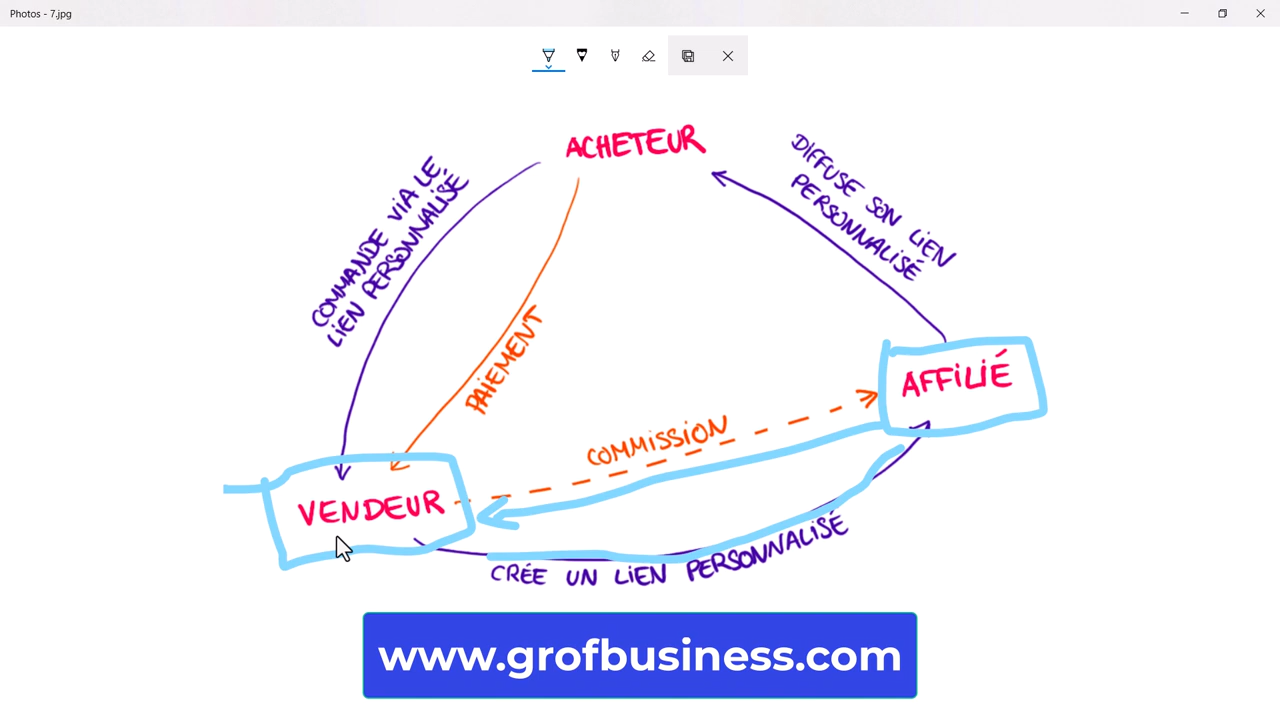 Photos - 7.jpg
ACHETEUR
DIFFUSE SON LIEN
PERSONNALISÉ
COMMANDE VIA LE
LIEN PERSONNALISÉ
PAIEMENT
AFFILIÉ
COMMISSION
VENDEUR
CRÉE UN LIEN PERSONNALISÉ
www.grofbusiness.com